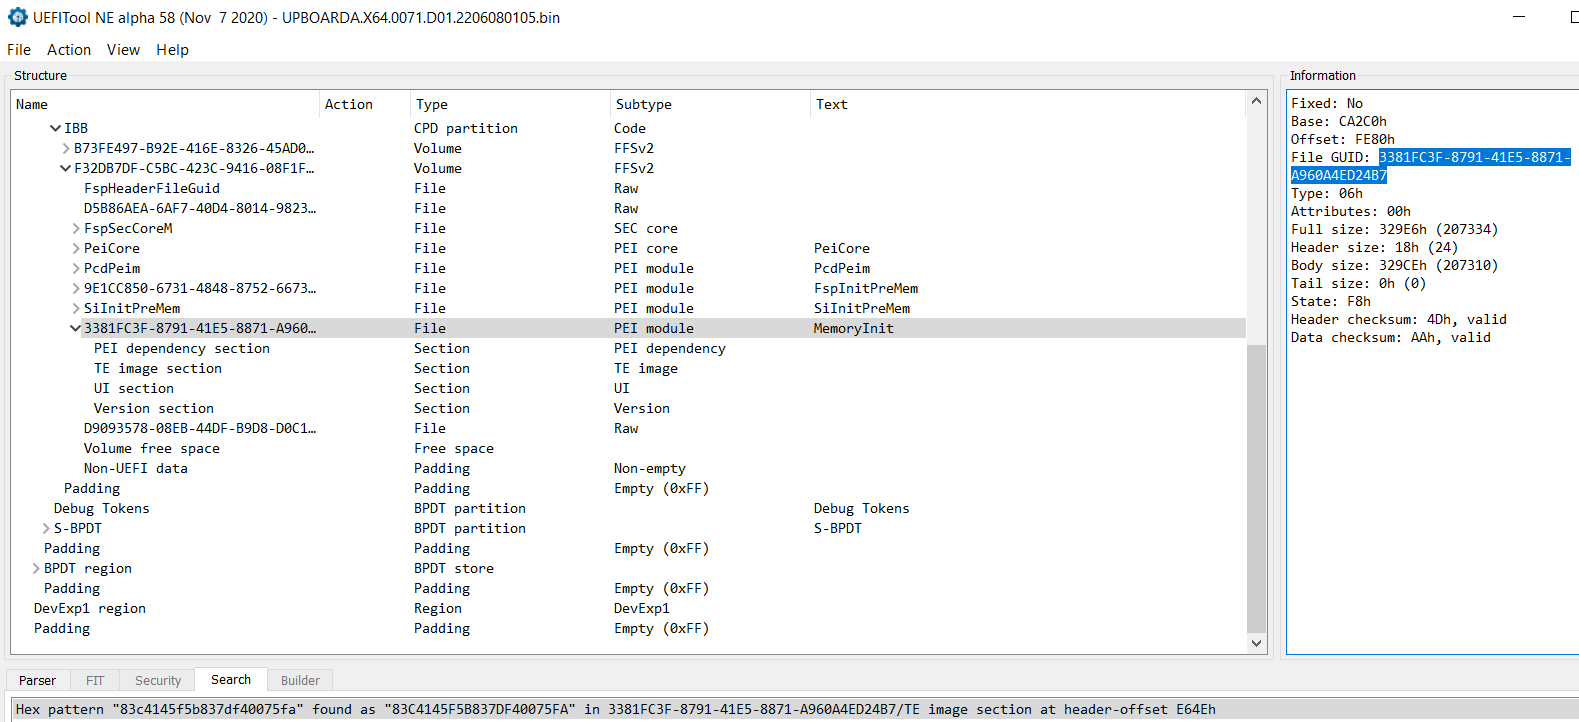 UEFITool NE alpha 58 (Nov  7 2020) - UPBOARDA.X64.0071.D01.2206080105.bin
File Action View Help
Structure
Name Action Type Subtype Text
IBB CPD partition Code
B73FE497-B92E-416E-8326-45AD0... Volume FFSv2
F32DB7DF-C5BC-423C-9416-08F1F... Volume FFSv2
FspHeaderFileGuid File Raw
D5B86AEA-6AF7-40D4-8014-9823... File Raw
FspSecCoreM File SEC core
PeiCore File PEI core PeiCore
PcdPeim File PEI module PcdPeim
9E1CC850-6731-4848-8752-6673... File PEI module FspInitPreMem
SiInitPreMem File PEI module SiInitPreMem
3381FC3F-8791-41E5-8871-A960... File PEI module MemoryInit
PEI dependency section Section PEI dependency
TE image section Section TE image
UI section Section UI
Version section Section Version
D9093578-08EB-44DF-B9D8-D0C1... File Raw
Volume free space Free space
Non-UEFI data Padding Non-empty
Padding Padding Empty (0xFF)
Debug Tokens BPDT partition Debug Tokens
S-BPDT BPDT partition S-BPDT
Padding Padding Empty (0xFF)
BPDT region BPDT store
Padding Padding Empty (0xFF)
DevExp1 region Region DevExp1
Padding Padding Empty (0xFF)
Information
Fixed: No
Base: CA2C0h
Offset: FE80h
File GUID: 3381FC3F-8791-41E5-8871-
A960A4ED24B7
Type: 06h
Attributes: 00h
Full size: 329E6h (207334)
Header size: 18h (24)
Body size: 329CEh (207310)
Tail size: 0h (0)
State: F8h
Header checksum: 4Dh, valid
Data checksum: AAh, valid
Parser FIT Security Search Builder
Hex pattern "83c4145f5b837df40075fa" found as "83C4145F5B837DF40075FA" in 3381FC3F-8791-41E5-8871-A960A4ED24B7/TE image section at header-offset E64Eh